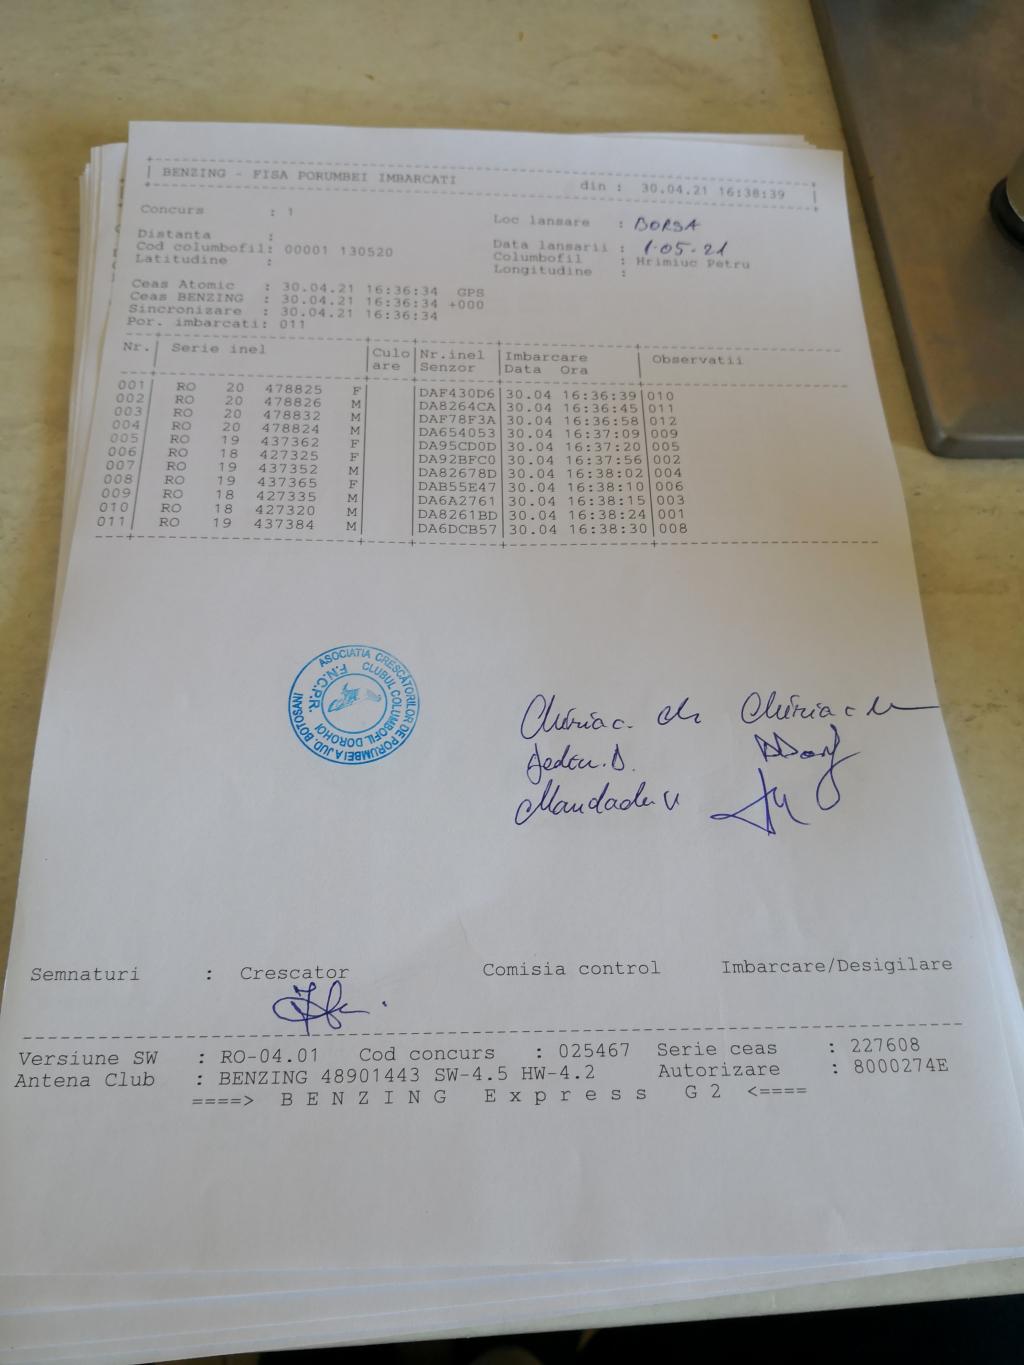 BENZING - FISA PORUMBEI IMBARCATI din : 30.04.21 16:38:39
Concurs : 1 Loc lansare : BORSA
Distanta : Data lansarii : 1.05.21
Cod columbofil: 00001 130520 Columbofil : Hrimiuc Petru
Latitudine : Longitudine :
Ceas Atomic : 30.04.21 16:36:34 GPS
Ceas BENZING : 30.04.21 16:36:34 +000
Sincronizare : 30.04.21 16:36:34
Por. imbarcati: 011
Nr. Serie inel Culo Nr.inel Imbarcare Observatii
are Senzor Data Ora
001 RO 20 478825 F DAF430D6 30.04 16:36:39 010
002 RO 20 478826 M DA8264CA 30.04 16:36:45 011
003 RO 20 478832 M DAF78F3A 30.04 16:36:58 012
004 RO 20 478824 M DA654053 30.04 16:37:09 009
005 RO 19 437362 F DA95CD0D 30.04 16:37:20 005
006 RO 18 427325 F DA92BFC0 30.04 16:37:56 002
007 RO 19 437352 M DA82678D 30.04 16:38:02 004
008 RO 19 437365 F DAB55E47 30.04 16:38:10 006
009 RO 18 427335 M DA6A2761 30.04 16:38:15 003
010 RO 18 427320 M DA8261BD 30.04 16:38:24 001
011 RO 19 437384 M DA6DCB57 30.04 16:38:30 008
ASOCIATIA CRESCĂTORILOR DE PORUMBEI A JUD. BOTOSANI
CLUBUL COLUMBOFIL DOROHOI
F.N.C.P.R.
Chiriac Chiriac
Semnaturi : Crescator Comisia control Imbarcare/Desigilare
Versiune SW : RO-04.01 Cod concurs : 025467 Serie ceas : 227608
Antena Club : BENZING 48901443 SW-4.5 HW-4.2 Autorizare : 8000274E
====> B E N Z I N G E x p r e s s G 2 <====